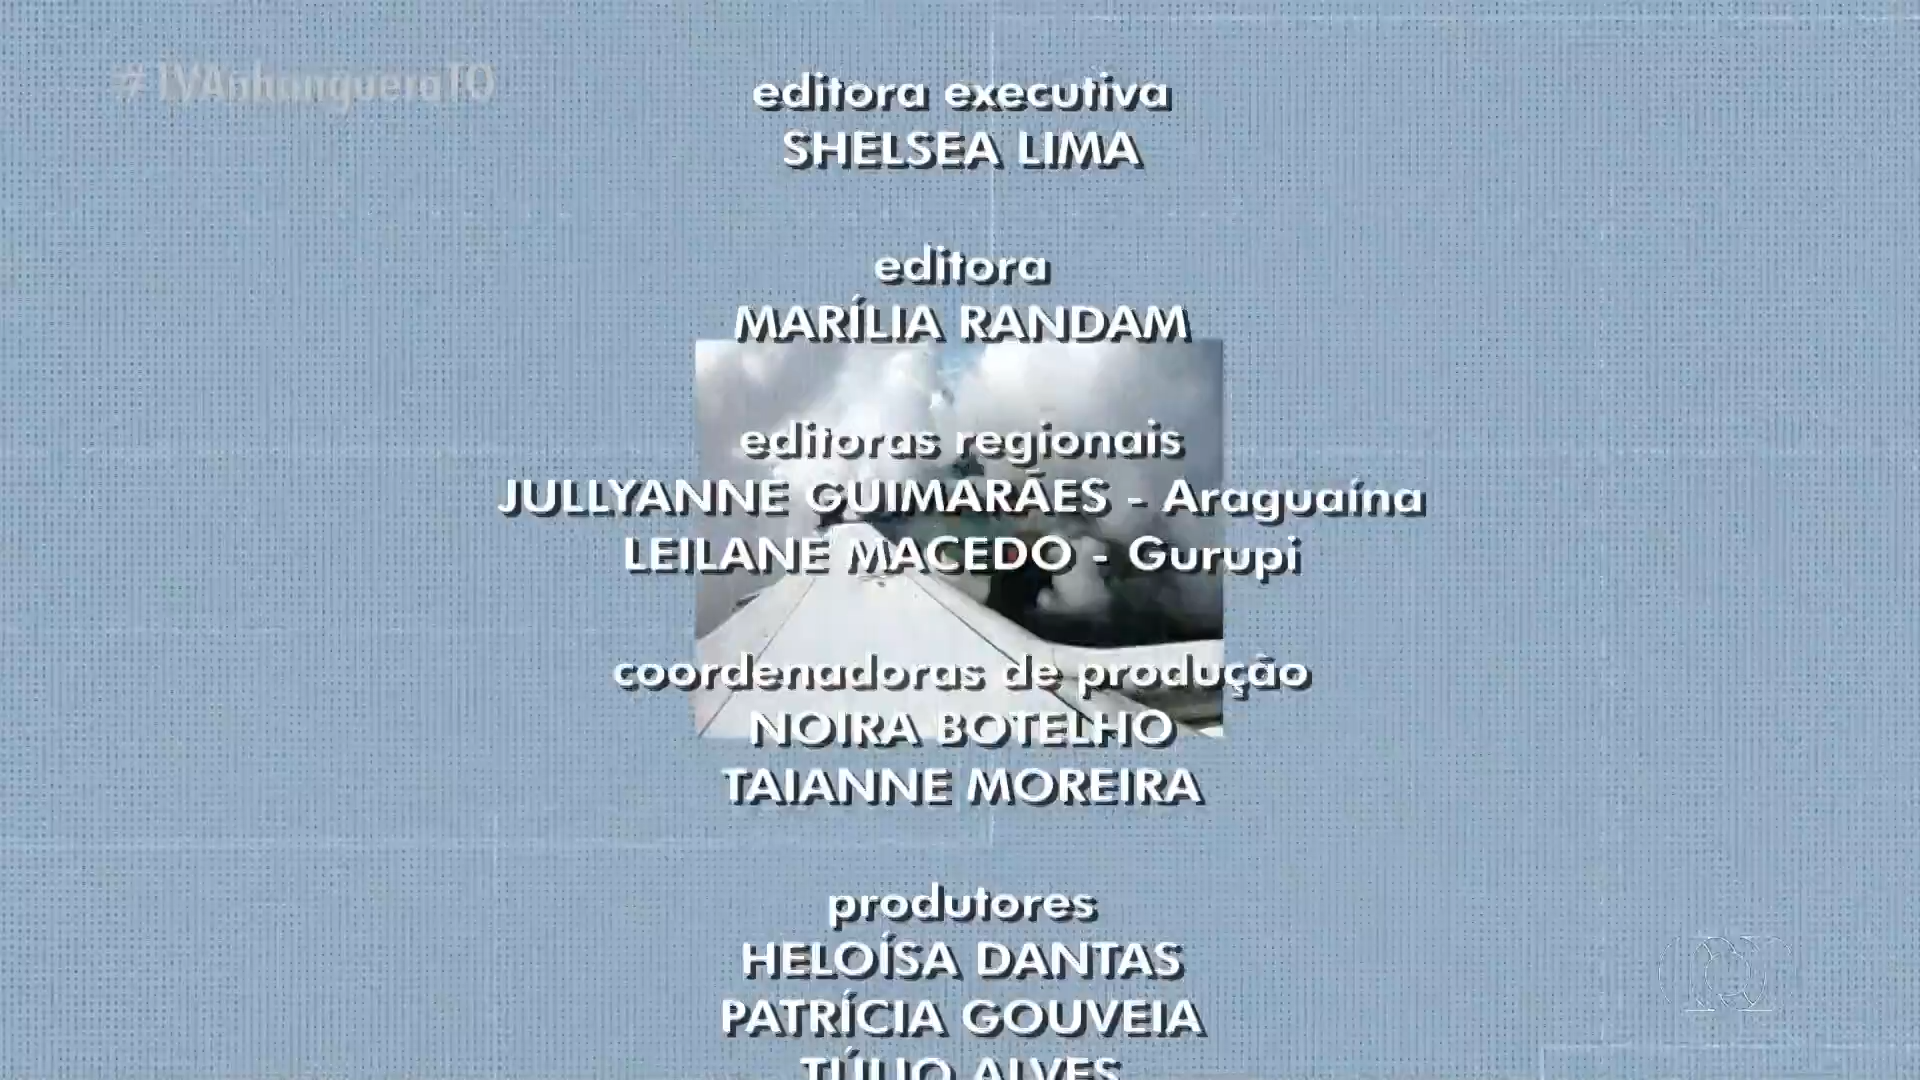 #TVAnhangueraTO
editora executiva
SHELSEA LIMA
editora
MARÍLIA RANDAM
editoras regionais
JULLYANNE GUIMARÃES - Araguaína
LEILANE MACEDO - Gurupi
coordenadoras de produção
NOIRA BOTELHO
TAIANNE MOREIRA
produtores
HELOÍSA DANTAS
PATRÍCIA GOUVEIA
TÚLIO ALVES